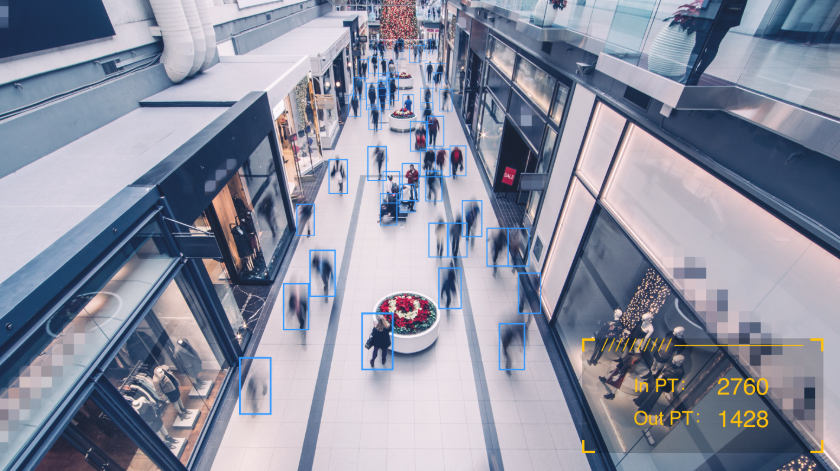 SALE
In PT: 2760
Out PT: 1428